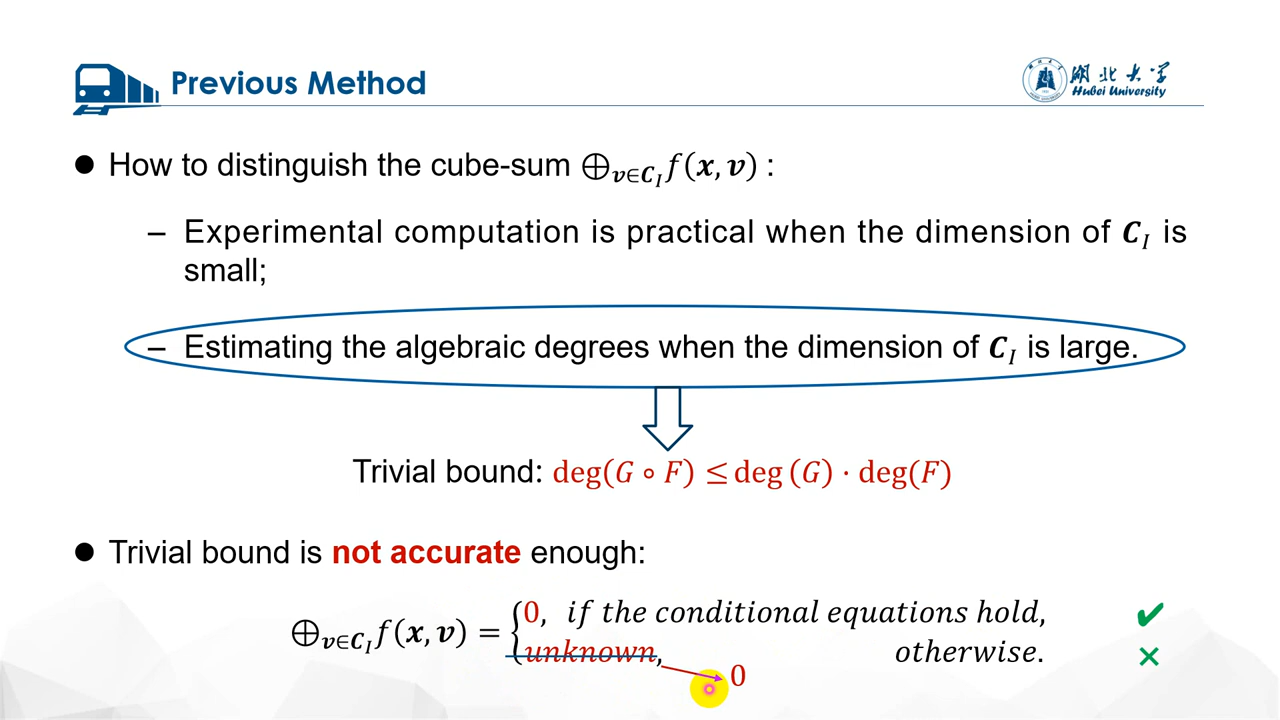 Previous Method
湖北大学
Hubei University
● How to distinguish the cube-sum ⊕_{𝒗∈𝑪_I} f(𝒙, 𝒗) :
– Experimental computation is practical when the dimension of 𝑪_I is
small;
– Estimating the algebraic degrees when the dimension of 𝑪_I is large.
Trivial bound: deg(G ∘ F) ≤ deg (G) · deg(F)
● Trivial bound is not accurate enough:
⊕_{𝒗∈𝑪_I} f(𝒙, 𝒗) = { 0, if the conditional equations hold, ✔
unknown, otherwise. ×
0